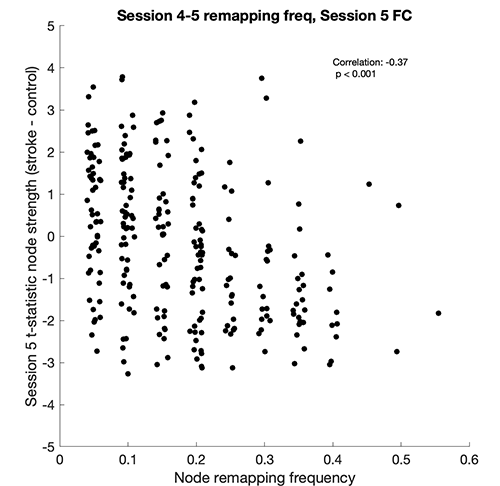 Session 4-5 remapping freq, Session 5 FC
Correlation: -0.37
p < 0.001
Session 5 t-statistic node strength (stroke - control)
5
4
3
2
1
0
-1
-2
-3
-4
-5
0 0.1 0.2 0.3 0.4 0.5 0.6
Node remapping frequency